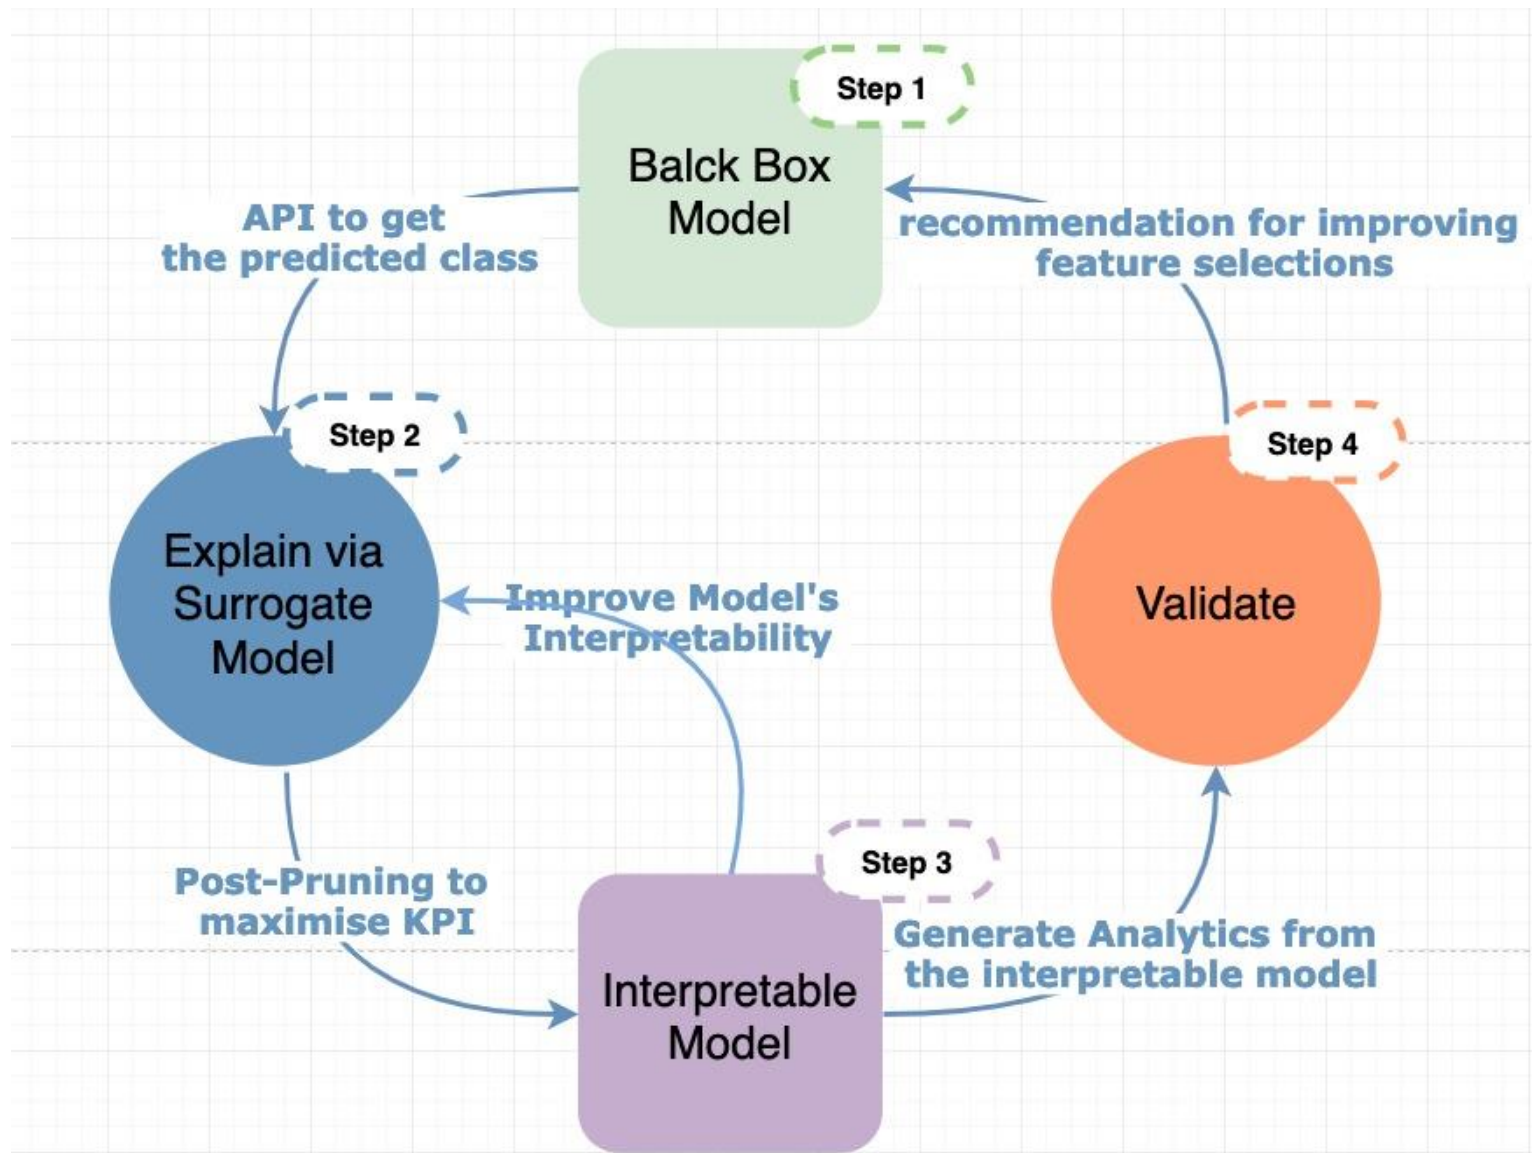 Step 1
Balck Box
Model
API to get
the predicted class
recommendation for improving
feature selections
Step 2
Step 4
Explain via
Surrogate
Model
Improve Model's
Interpretability
Validate
Post-Pruning to
maximise KPI
Step 3
Generate Analytics from
the interpretable model
Interpretable
Model